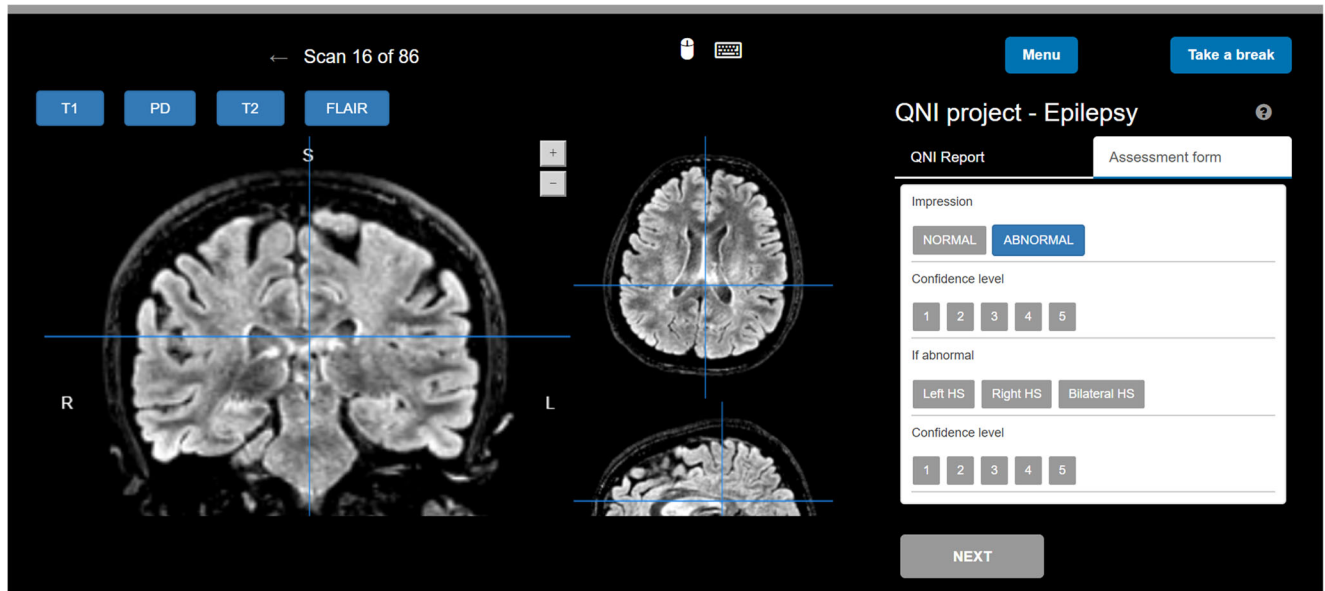 ← Scan 16 of 86
Menu
Take a break
T1
PD
T2
FLAIR
S
R
L
+
−
QNI project - Epilepsy
?
QNI Report
Assessment form
Impression
NORMAL
ABNORMAL
Confidence level
1 2 3 4 5
If abnormal
Left HS
Right HS
Bilateral HS
Confidence level
1 2 3 4 5
NEXT